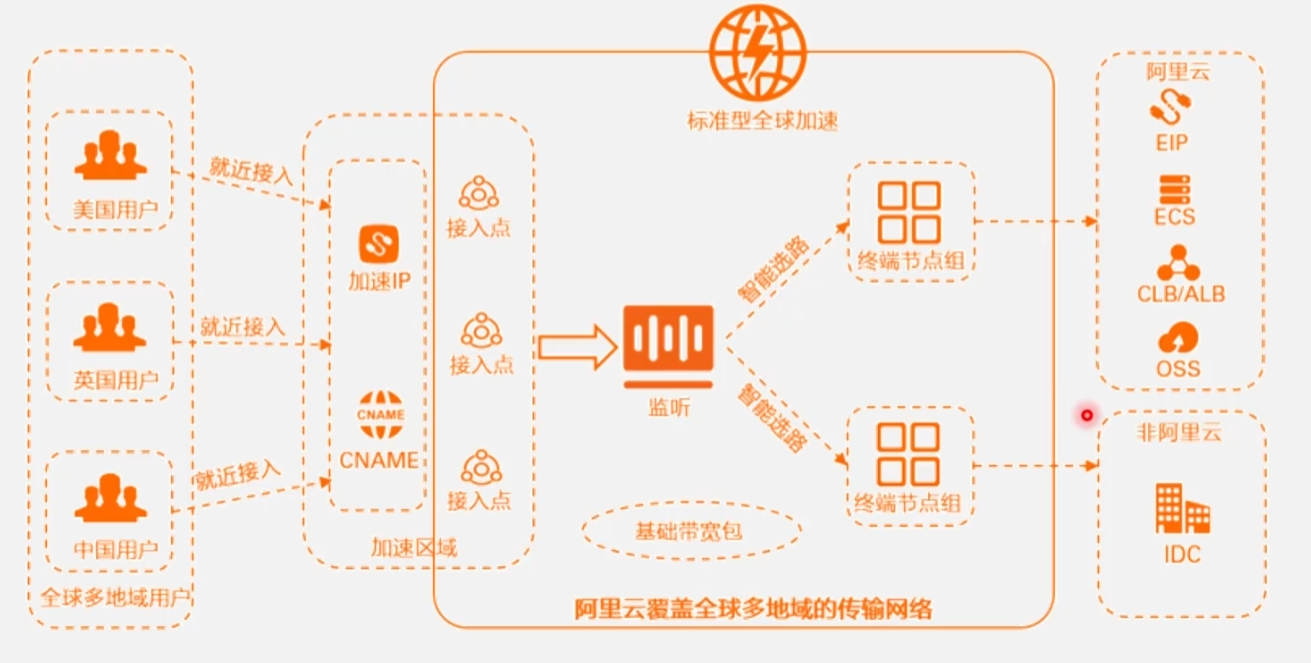 美国用户
英国用户
中国用户
全球多地域用户
就近接入
就近接入
就近接入
加速IP
CNAME
CNAME
加速区域
接入点
接入点
接入点
标准型全球加速
监听
智能选路
智能选路
终端节点组
终端节点组
基础带宽包
阿里云覆盖全球多地域的传输网络
阿里云
EIP
ECS
CLB/ALB
OSS
非阿里云
IDC